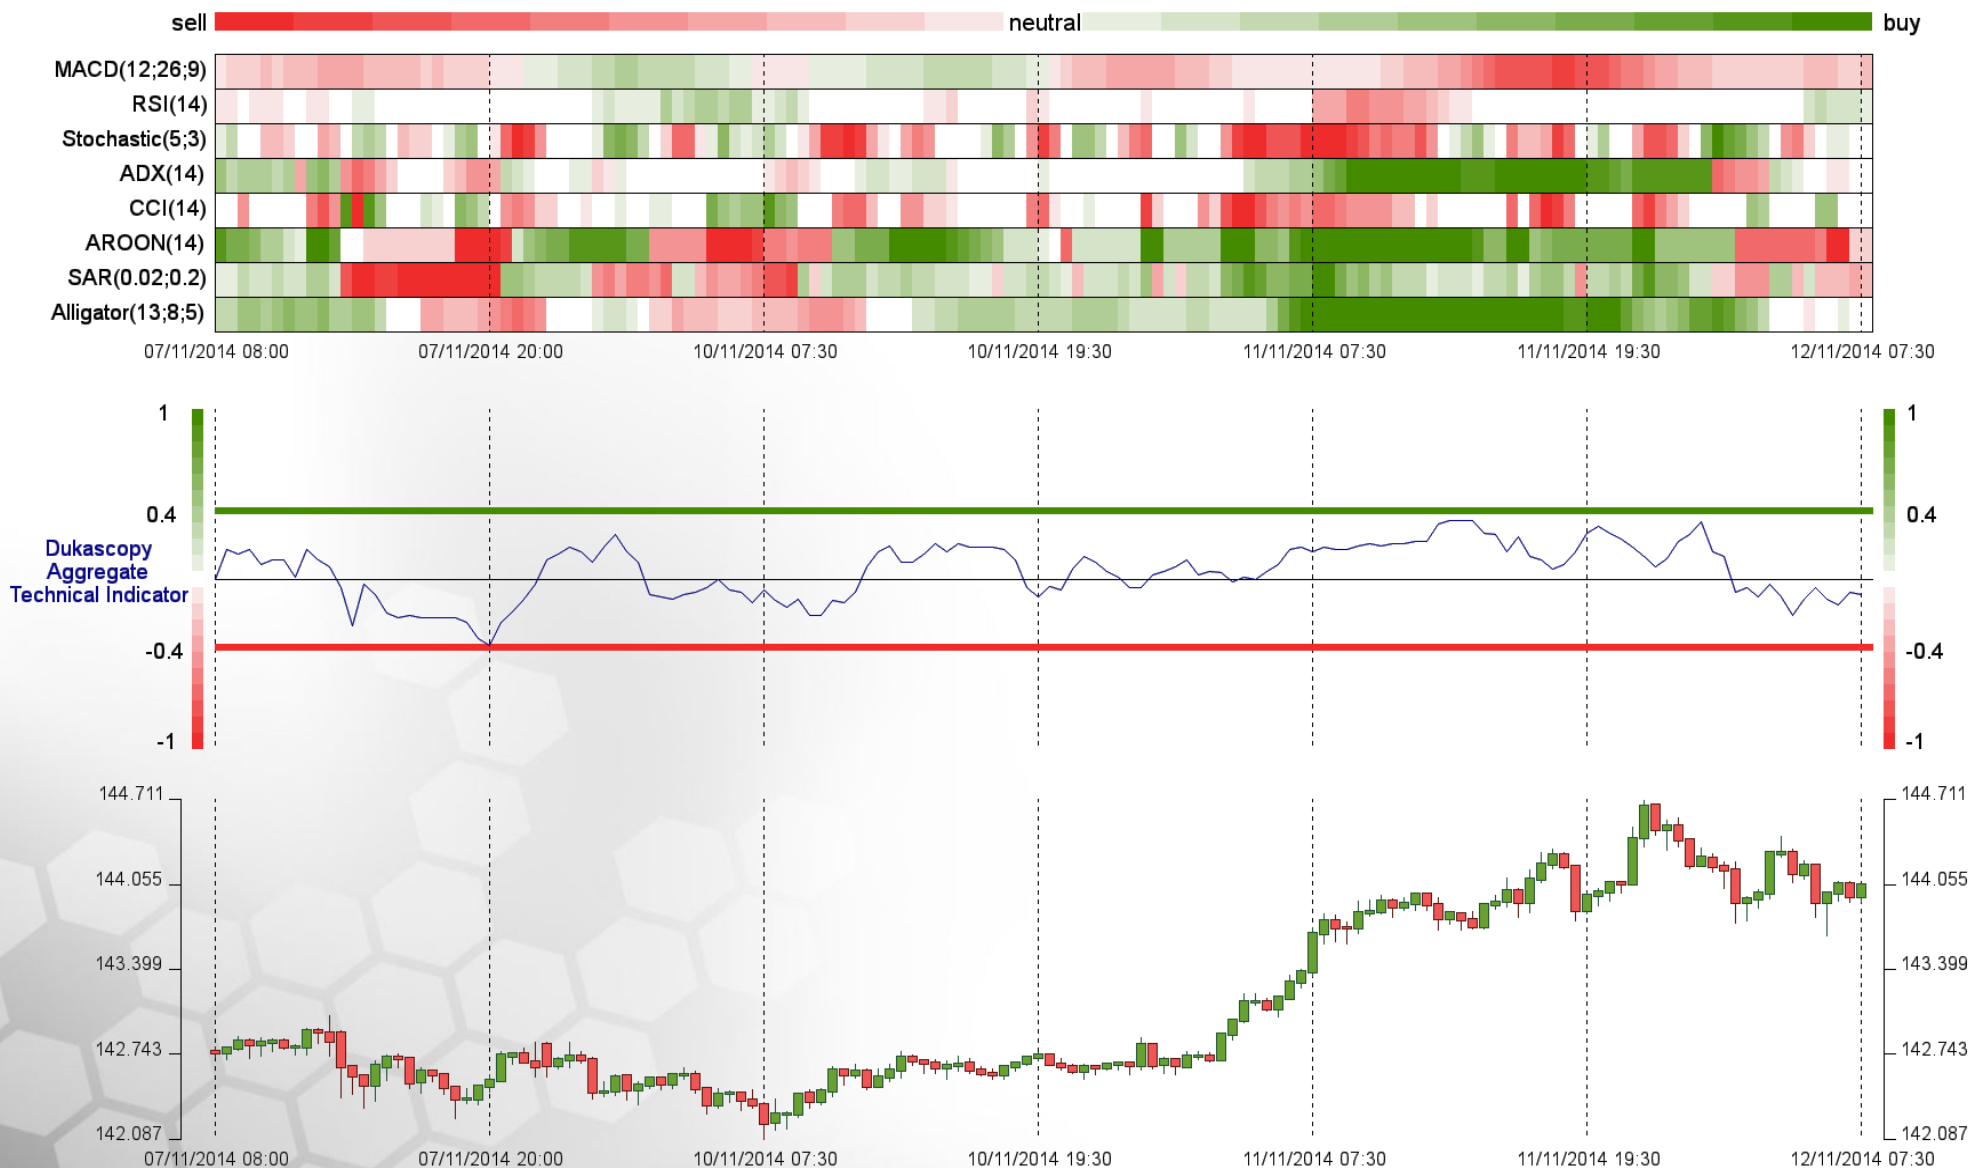 sell neutral buy
MACD(12;26;9)
RSI(14)
Stochastic(5;3)
ADX(14)
CCI(14)
AROON(14)
SAR(0.02;0.2)
Alligator(13;8;5)
07/11/2014 08:00 07/11/2014 20:00 10/11/2014 07:30 10/11/2014 19:30 11/11/2014 07:30 11/11/2014 19:30 12/11/2014 07:30
1 1
0.4 0.4
Dukascopy
Aggregate
Technical Indicator
-0.4 -0.4
-1 -1
144.711 144.711
144.055 144.055
143.399 143.399
142.743 142.743
142.087 142.087
07/11/2014 08:00 07/11/2014 20:00 10/11/2014 07:30 10/11/2014 19:30 11/11/2014 07:30 11/11/2014 19:30 12/11/2014 07:30